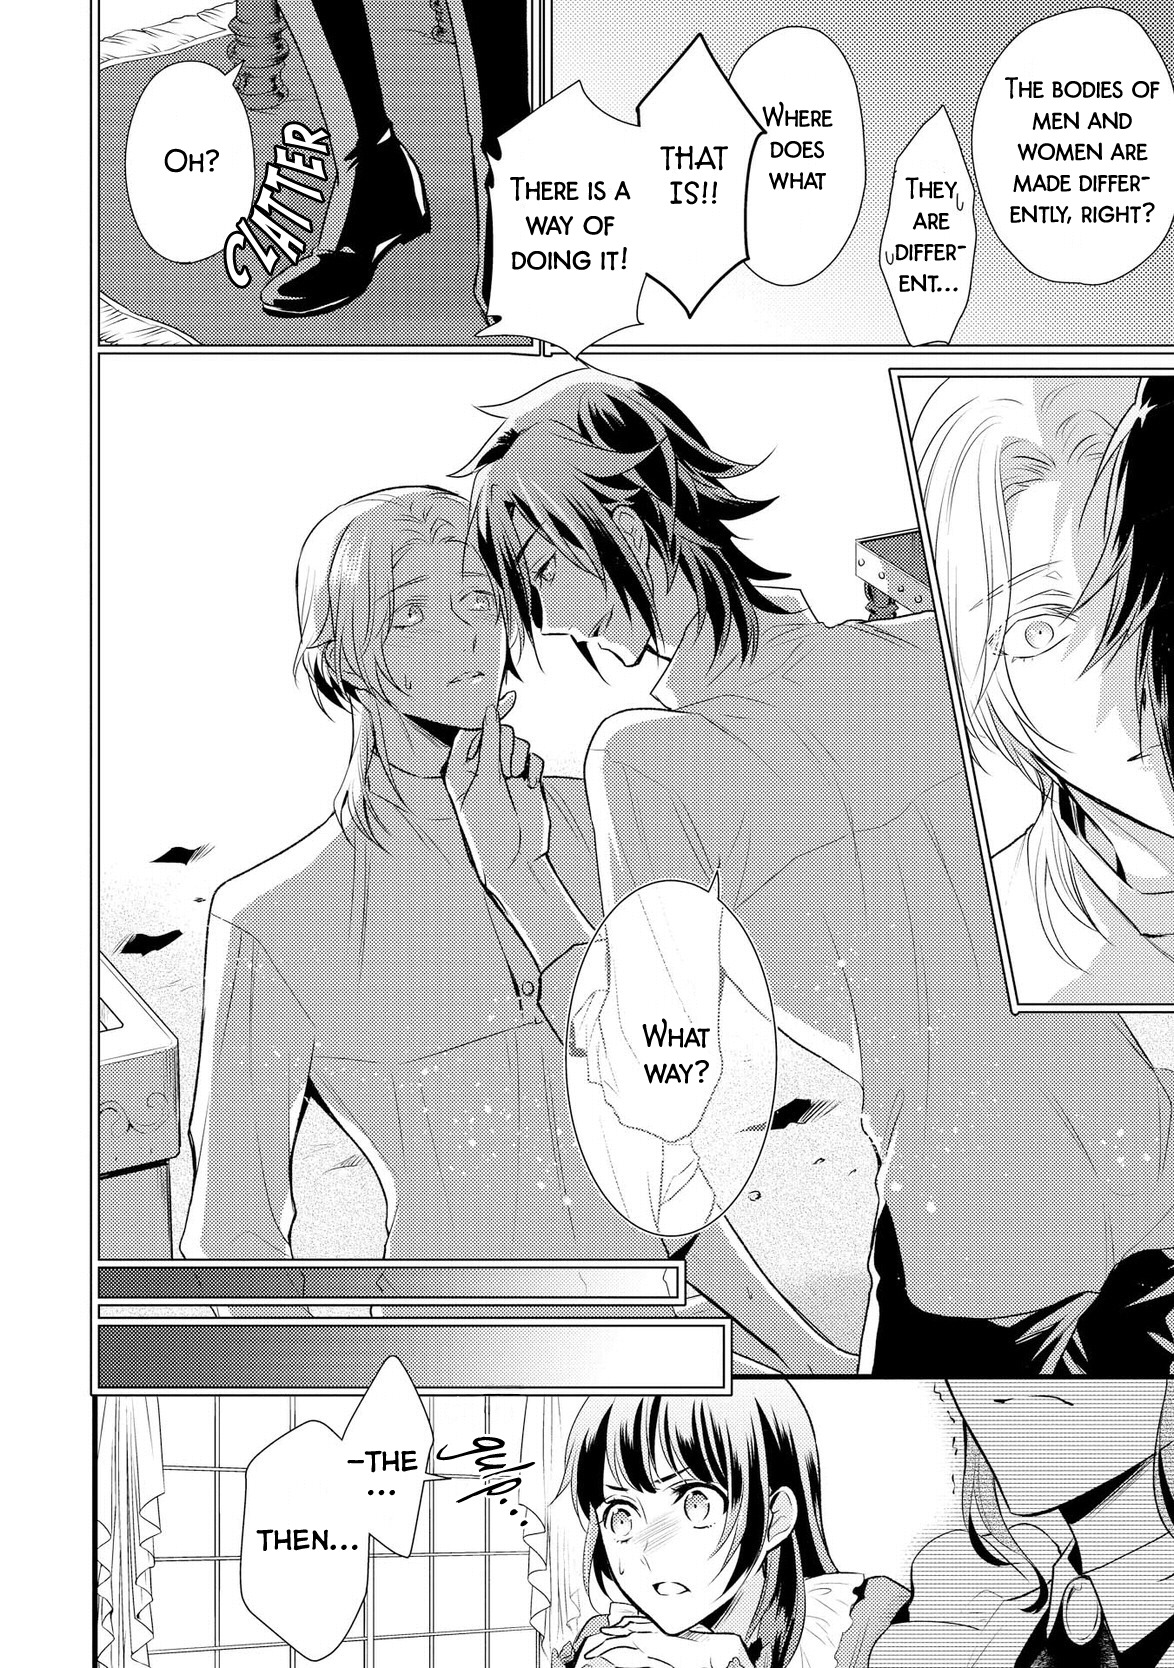 THE BODIES OF
MEN AND
WOMEN ARE
MADE DIFFER-
ENTLY, RIGHT?
THEY
ARE
DIFFER-
ENT...
WHERE
DOES
WHAT
THAT
IS!!
THERE IS A
WAY OF
DOING IT!
OH?
CLATTER
CLATTER
WHAT
WAY?
gulp...
-THE
...
THEN...